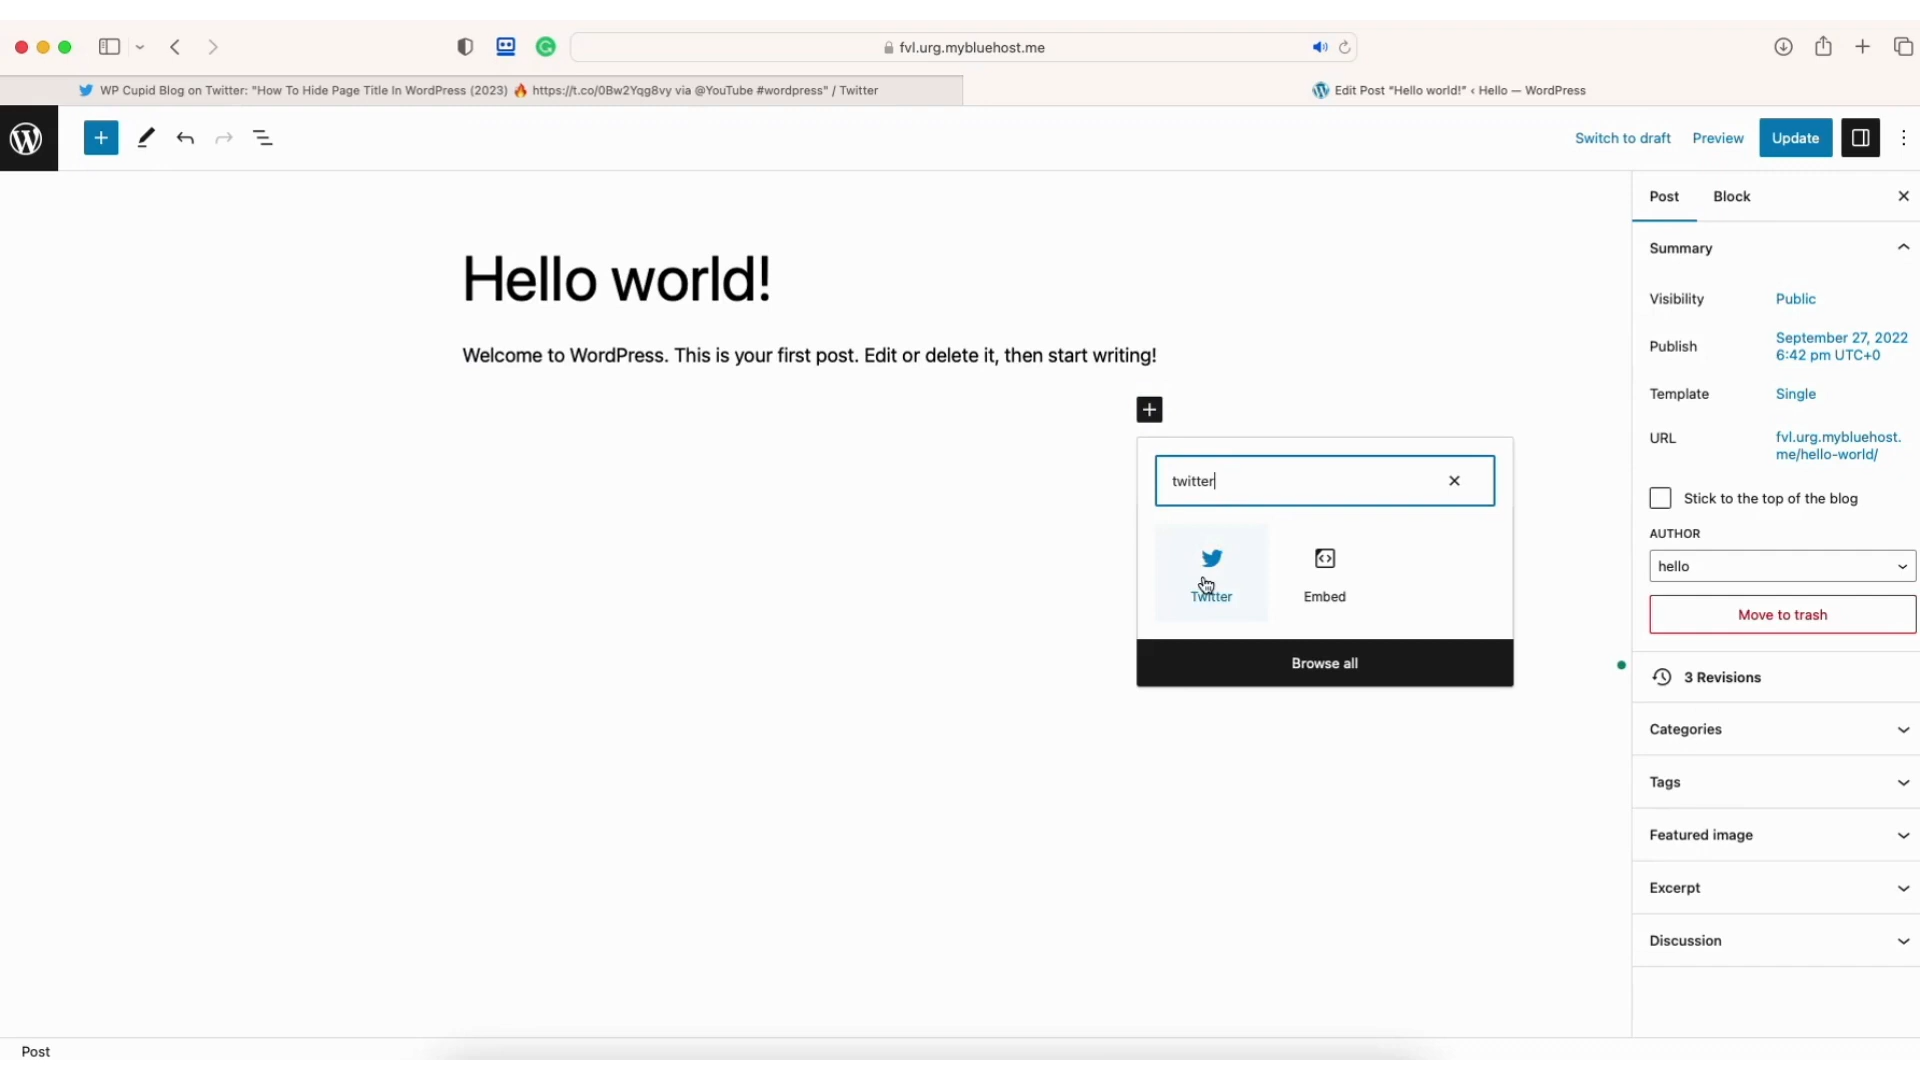 fvl.urg.mybluehost.me
WP Cupid Blog on Twitter: "How To Hide Page Title In WordPress (2023) 🔥 https://t.co/0Bw2Yqg8vy via @YouTube #wordpress" / Twitter
Edit Post “Hello world!” ‹ Hello — WordPress
Switch to draft
Preview
Update
Post
Block
Summary
Hello world!
Visibility
Public
Publish
September 27, 2022
6:42 pm UTC+0
Welcome to WordPress. This is your first post. Edit or delete it, then start writing!
Template
Single
URL
fvl.urg.mybluehost.
me/hello-world/
twitter
Stick to the top of the blog
AUTHOR
hello
Twitter
Embed
Move to trash
Browse all
3 Revisions
Categories
Tags
Featured image
Excerpt
Discussion
Post